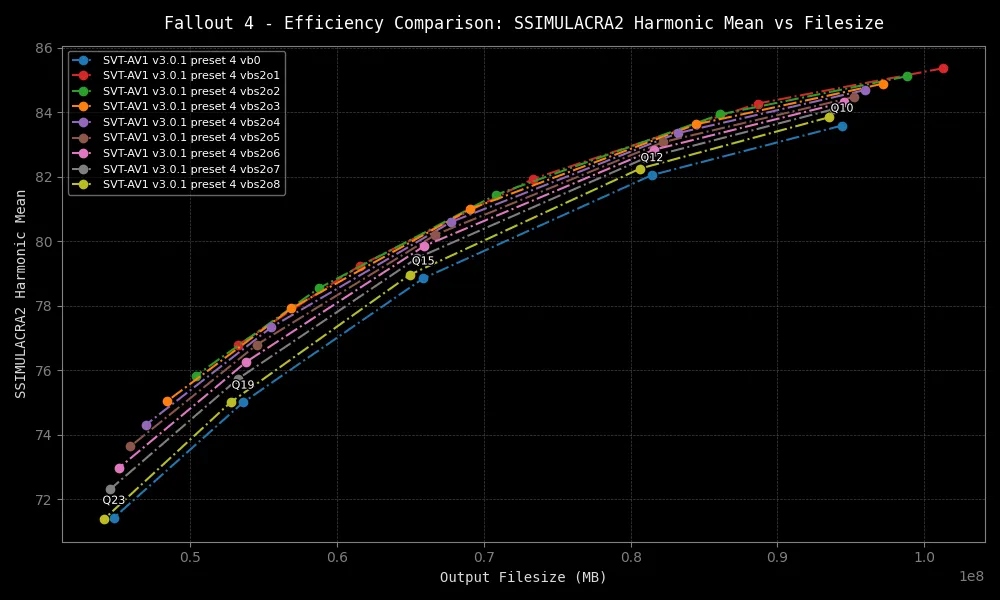 Fallout 4 - Efficiency Comparison: SSIMULACRA2 Harmonic Mean vs Filesize
SSIMULACRA2 Harmonic Mean
86
84
82
80
78
76
74
72
SVT-AV1 v3.0.1 preset 4 vb0
SVT-AV1 v3.0.1 preset 4 vbs2o1
SVT-AV1 v3.0.1 preset 4 vbs2o2
SVT-AV1 v3.0.1 preset 4 vbs2o3
SVT-AV1 v3.0.1 preset 4 vbs2o4
SVT-AV1 v3.0.1 preset 4 vbs2o5
SVT-AV1 v3.0.1 preset 4 vbs2o6
SVT-AV1 v3.0.1 preset 4 vbs2o7
SVT-AV1 v3.0.1 preset 4 vbs2o8
Q10
Q12
Q15
Q19
Q23
0.5
0.6
0.7
0.8
0.9
1.0
1e8
Output Filesize (MB)